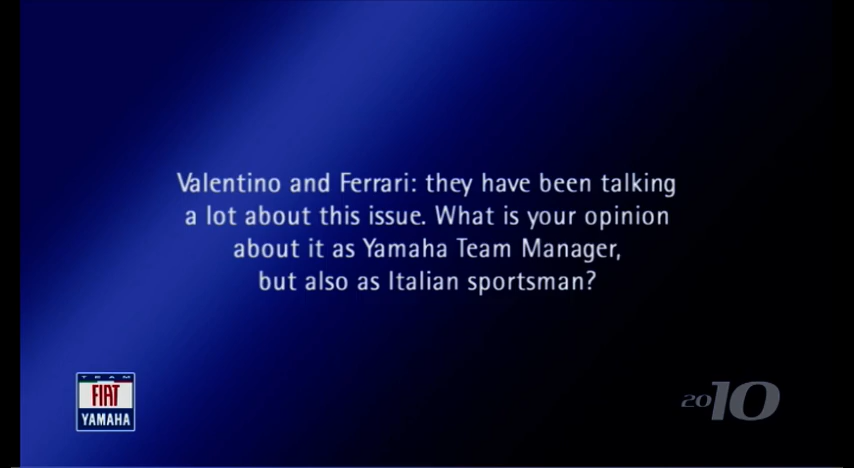 Valentino and Ferrari: they have been talking
a lot about this issue. What is your opinion
about it as Yamaha Team Manager,
but also as Italian sportsman?
TEAM
FIAT
YAMAHA
2010